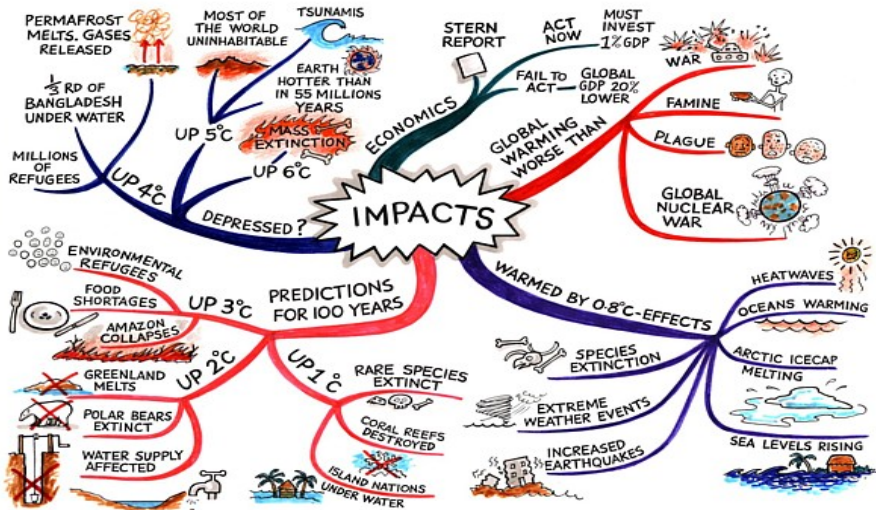 IMPACTS
ECONOMICS
STERN
REPORT
ACT
NOW
MUST
INVEST
1% GDP
FAIL TO
ACT
GLOBAL
GDP 20%
LOWER
GLOBAL
WARMING
WORSE THAN
WAR
FAMINE
PLAGUE
GLOBAL
NUCLEAR
WAR
WARMED BY 0·8°C-EFFECTS
HEATWAVES
OCEANS WARMING
ARCTIC ICECAP
MELTING
SEA LEVELS RISING
SPECIES
EXTINCTION
EXTREME
WEATHER EVENTS
INCREASED
EARTHQUAKES
PREDICTIONS
FOR 100 YEARS
UP 1°C
RARE SPECIES
EXTINCT
CORAL REEFS
DESTROYED
ISLAND NATIONS
UNDER WATER
UP 2°C
GREENLAND
MELTS
POLAR BEARS
EXTINCT
WATER SUPPLY
AFFECTED
UP 3°C
ENVIRONMENTAL
REFUGEES
FOOD
SHORTAGES
AMAZON
COLLAPSES
DEPRESSED?
UP 4°C
MILLIONS
OF
REFUGEES
⅓ RD OF
BANGLADESH
UNDER WATER
PERMAFROST
MELTS. GASES
RELEASED
UP 5°C
MOST OF
THE WORLD
UNINHABITABLE
TSUNAMIS
EARTH
HOTTER THAN
IN 55 MILLIONS
YEARS
UP 6°C
MASS
EXTINCTION